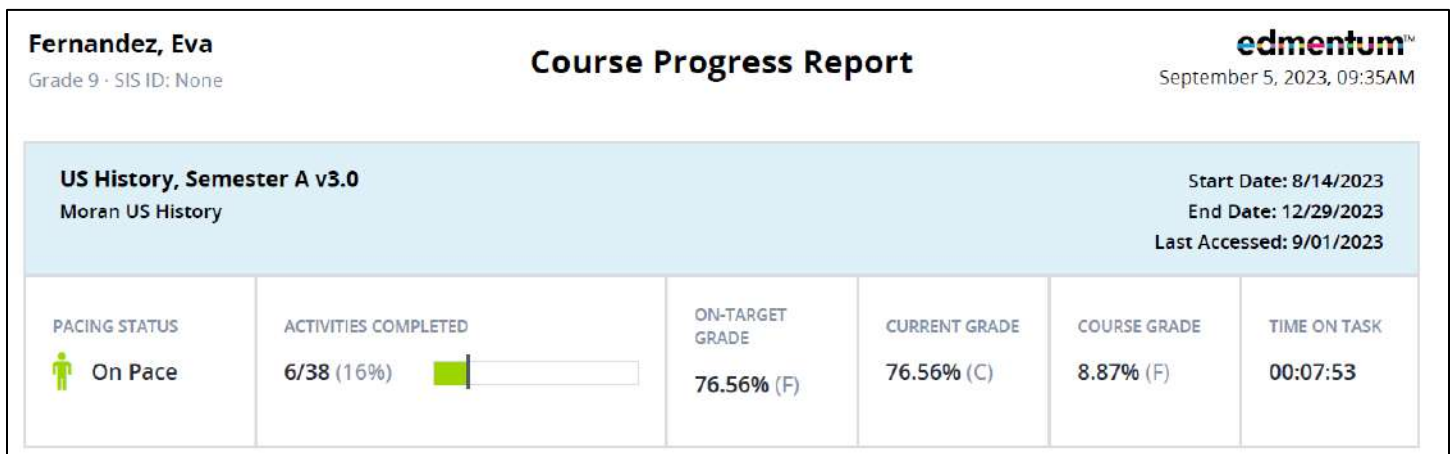 Fernandez, Eva
Grade 9 · SIS ID: None
Course Progress Report
edmentum™
September 5, 2023, 09:35AM
US History, Semester A v3.0
Moran US History
Start Date: 8/14/2023
End Date: 12/29/2023
Last Accessed: 9/01/2023
PACING STATUS
On Pace
ACTIVITIES COMPLETED
6/38 (16%)
ON-TARGET
GRADE
76.56% (F)
CURRENT GRADE
76.56% (C)
COURSE GRADE
8.87% (F)
TIME ON TASK
00:07:53